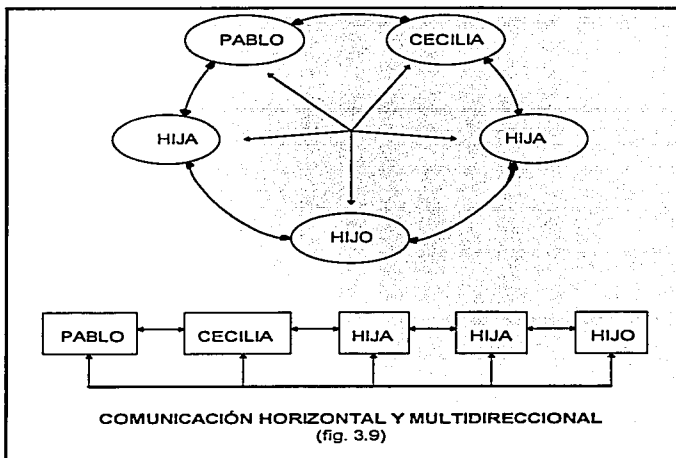 PABLO CECILIA
HIJA HIJA
HIJO
PABLO CECILIA HIJA HIJA HIJO
COMUNICACIÓN HORIZONTAL Y MULTIDIRECCIONAL
(fig. 3.9)